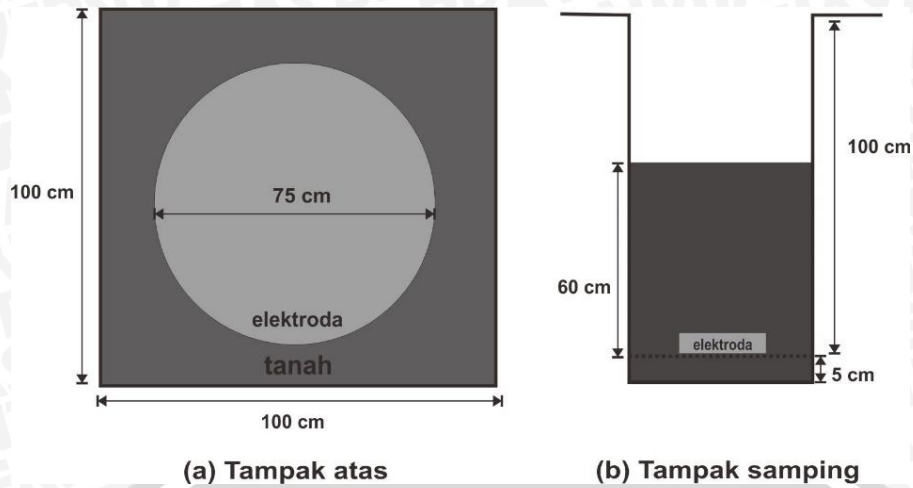 100 cm
75 cm
elektroda
tanah
100 cm
(a) Tampak atas
100 cm
60 cm
elektroda
5 cm
(b) Tampak samping